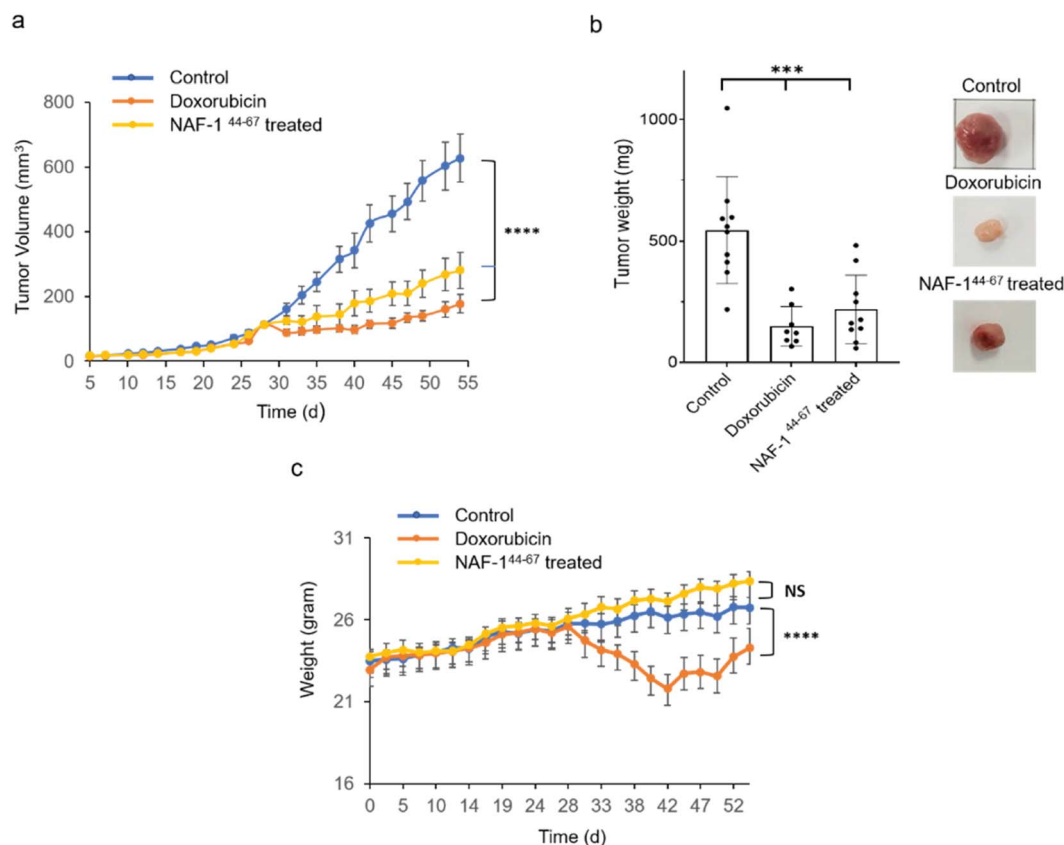 a
Control
Doxorubicin
NAF-1 44-67 treated
Tumor Volume (mm³)
800
600
400
200
0
****
5 10 15 20 25 30 35 40 45 50 55
Time (d)
b
***
Tumor weight (mg)
1000
500
0
Control
Doxorubicin
NAF-1 44-67 treated
Control
Doxorubicin
NAF-1 44-67 treated
c
Control
Doxorubicin
NAF-1 44-67 treated
Weight (gram)
31
26
21
16
NS
****
0 5 10 14 19 24 28 33 38 42 47 52
Time (d)